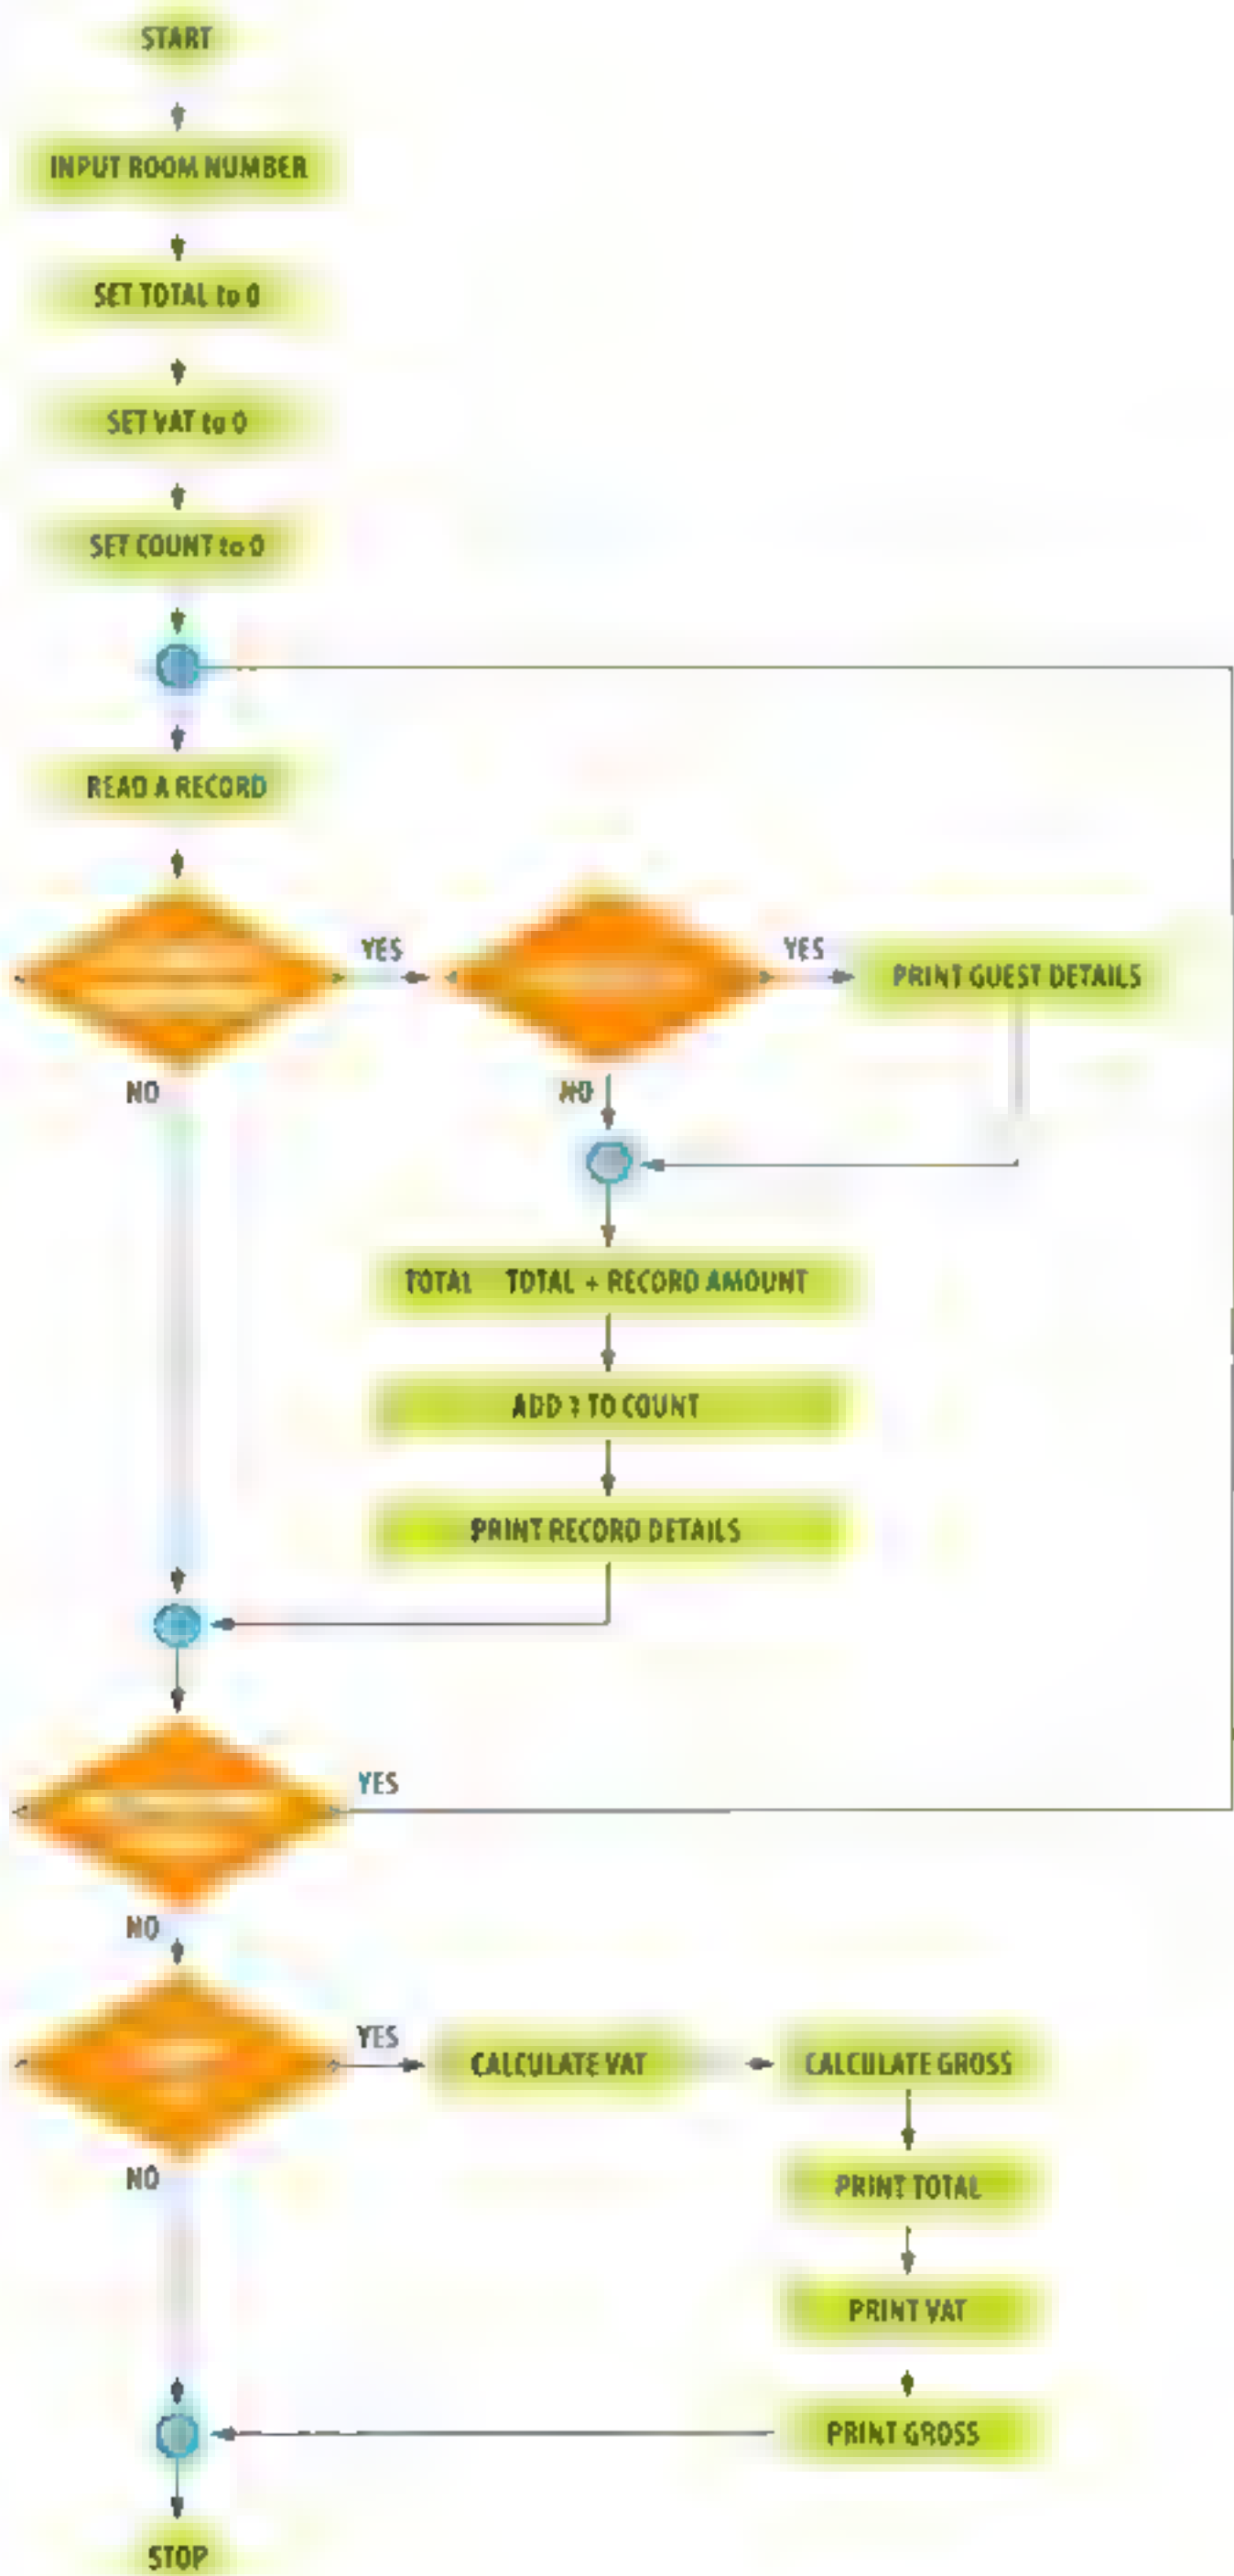 START
INPUT ROOM NUMBER
SET TOTAL to 0
SET VAT to 0
SET COUNT to 0
READ A RECORD
YES
YES
PRINT GUEST DETAILS
NO
NO
TOTAL TOTAL + RECORD AMOUNT
ADD TO COUNT
PRINT RECORD DETAILS
YES
NO
YES
CALCULATE VAT
CALCULATE GROSS
NO
PRINT TOTAL
PRINT VAT
PRINT GROSS
STOP